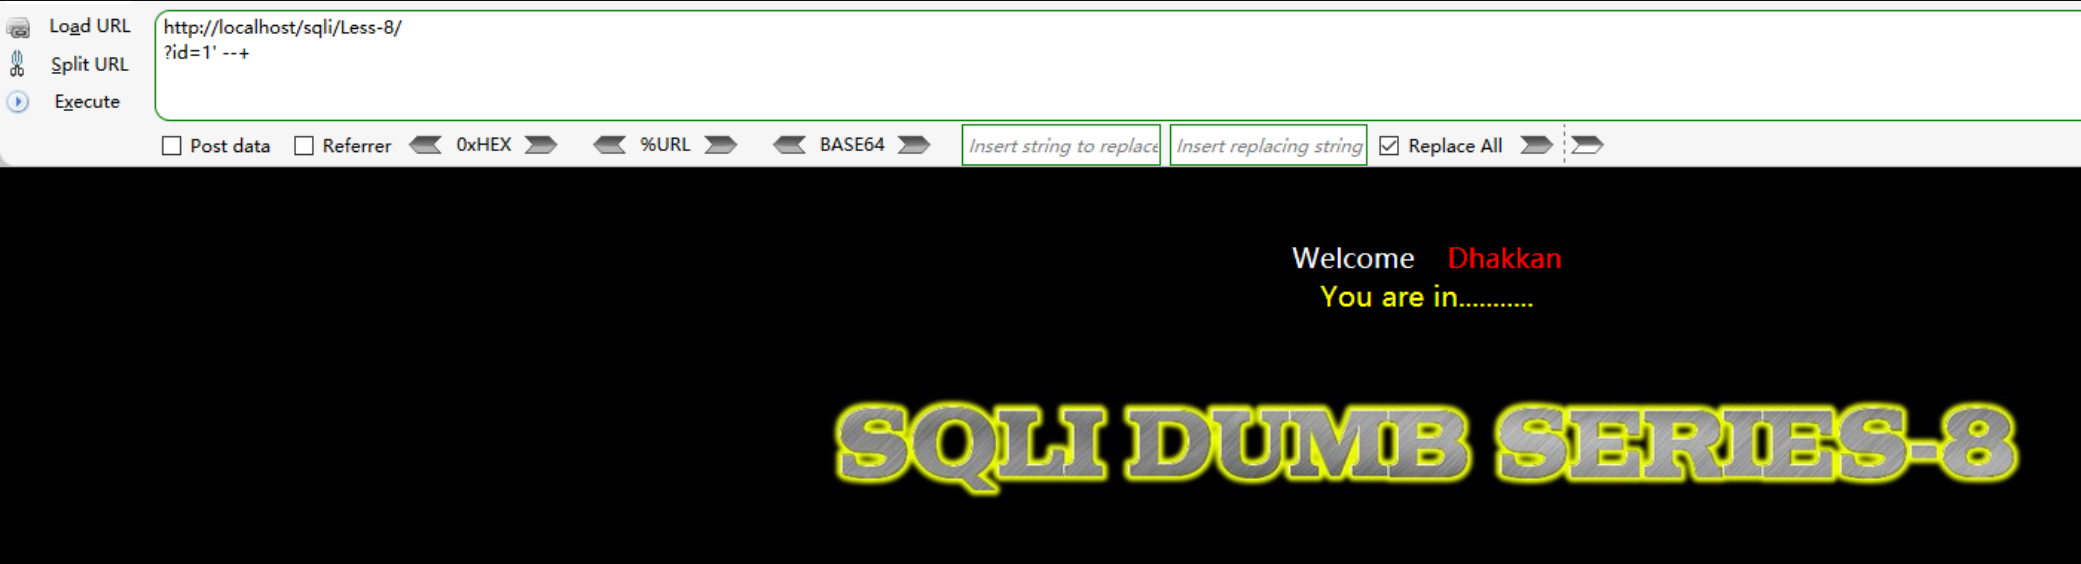 Load URL
http://localhost/sqli/Less-8/
?id=1' --+
Split URL
Execute
Post data Referrer 0xHEX %URL BASE64 Insert string to replace Insert replacing string Replace All
Welcome Dhakkan
You are in...........
SQLI DUMB SERIES-8